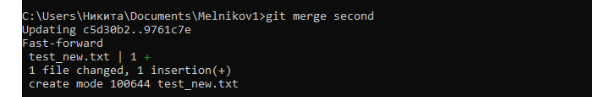 C:\Users\Никита\Documents\Melnikov1>git merge second
Updating c5d30b2..9761c7e
Fast-forward
 test_new.txt | 1 +
 1 file changed, 1 insertion(+)
 create mode 100644 test_new.txt